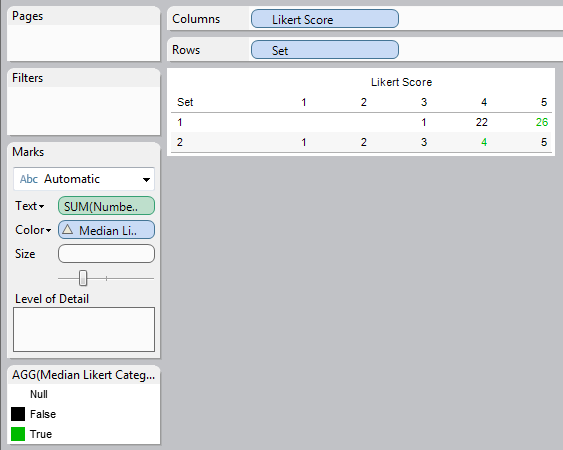 Pages
Columns Likert Score
Rows Set
Filters
Likert Score
Set 1 2 3 4 5
1 1 22 26
2 1 2 3 4 5
Marks
Abc Automatic
Text SUM(Numbe..
Color Median Li..
Size
Level of Detail
AGG(Median Likert Categ...
Null
False
True